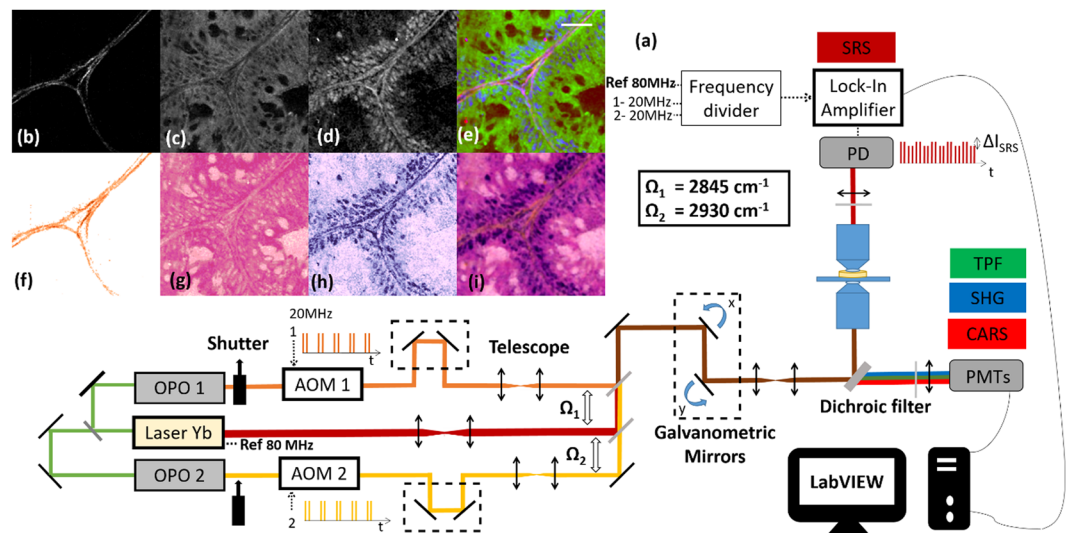 (a)
SRS
Ref 80MHz
1- 20MHz
2- 20MHz
Frequency
divider
Lock-In
Amplifier
PD
ΔI_SRS
t
Ω₁ = 2845 cm⁻¹
Ω₂ = 2930 cm⁻¹
(b)
(c)
(d)
(e)
(f)
(g)
(h)
(i)
TPF
SHG
CARS
PMTs
Dichroic filter
x
y
Galvanometric
Mirrors
20MHz
1
t
Shutter
Telescope
OPO 1
AOM 1
Ω₁
Laser Yb
Ref 80 MHz
Ω₂
OPO 2
AOM 2
2
t
LabVIEW